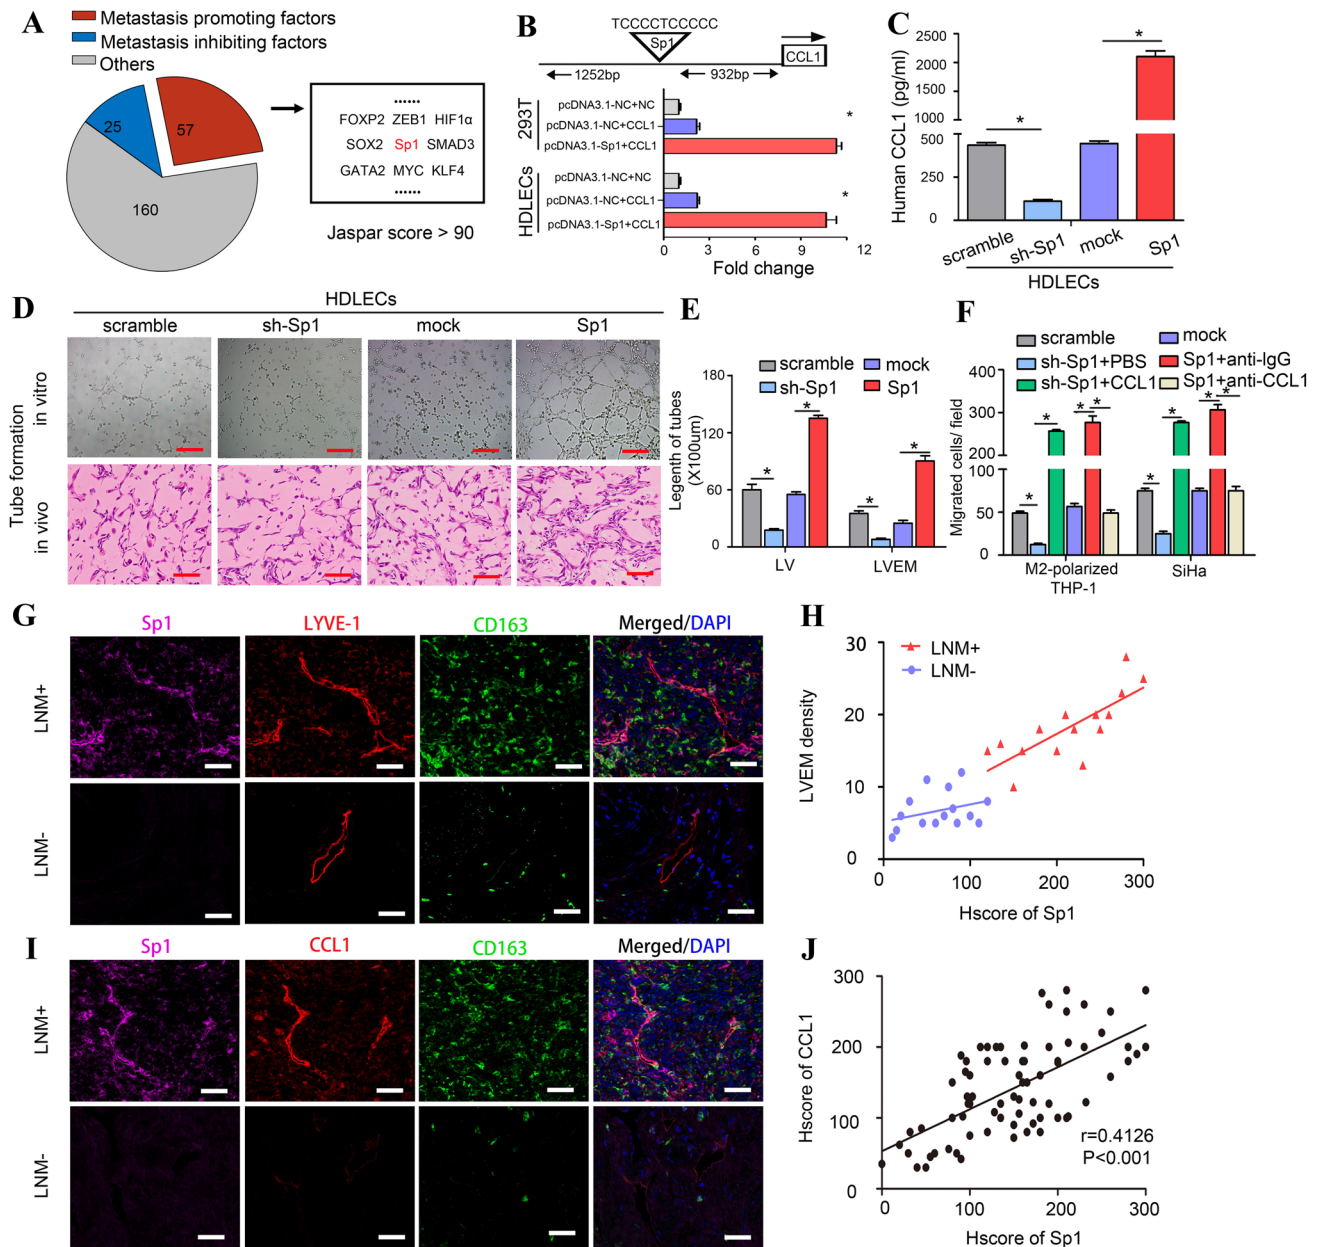 A
Metastasis promoting factors
Metastasis inhibiting factors
Others
25
57
160
......
FOXP2 ZEB1 HIF1α
SOX2 Sp1 SMAD3
GATA2 MYC KLF4
......
Jaspar score > 90
B
TCCCCTCCCCC
Sp1
CCL1
1252bp
932bp
293T
pcDNA3.1-NC+NC
pcDNA3.1-NC+CCL1
pcDNA3.1-Sp1+CCL1
*
HDLECs
pcDNA3.1-NC+NC
pcDNA3.1-NC+CCL1
pcDNA3.1-Sp1+CCL1
*
0 3 6 9 12
Fold change
C
Human CCL1 (pg/ml)
2500
2000
1500
1000
500
250
0
*
*
scramble sh-Sp1 mock Sp1
HDLECs
D
HDLECs
scramble sh-Sp1 mock Sp1
Tube formation
in vitro
in vivo
E
scramble mock
sh-Sp1 Sp1
Legenth of tubes
(X100um)
180
120
60
0
* * * *
LV LVEM
F
scramble mock
sh-Sp1+PBS Sp1+anti-IgG
sh-Sp1+CCL1 Sp1+anti-CCL1
Migrated cells/ field
400
300
200
100
50
0
* * * * * * * *
M2-polarized
THP-1
SiHa
G
Sp1 LYVE-1 CD163 Merged/DAPI
LNM+
LNM-
H
LNM+
LNM-
LVEM density
30
20
10
0
0 100 200 300
Hscore of Sp1
I
Sp1 CCL1 CD163 Merged/DAPI
LNM+
LNM-
J
Hscore of CCL1
300
200
100
0
r=0.4126
P<0.001
0 100 200 300
Hscore of Sp1